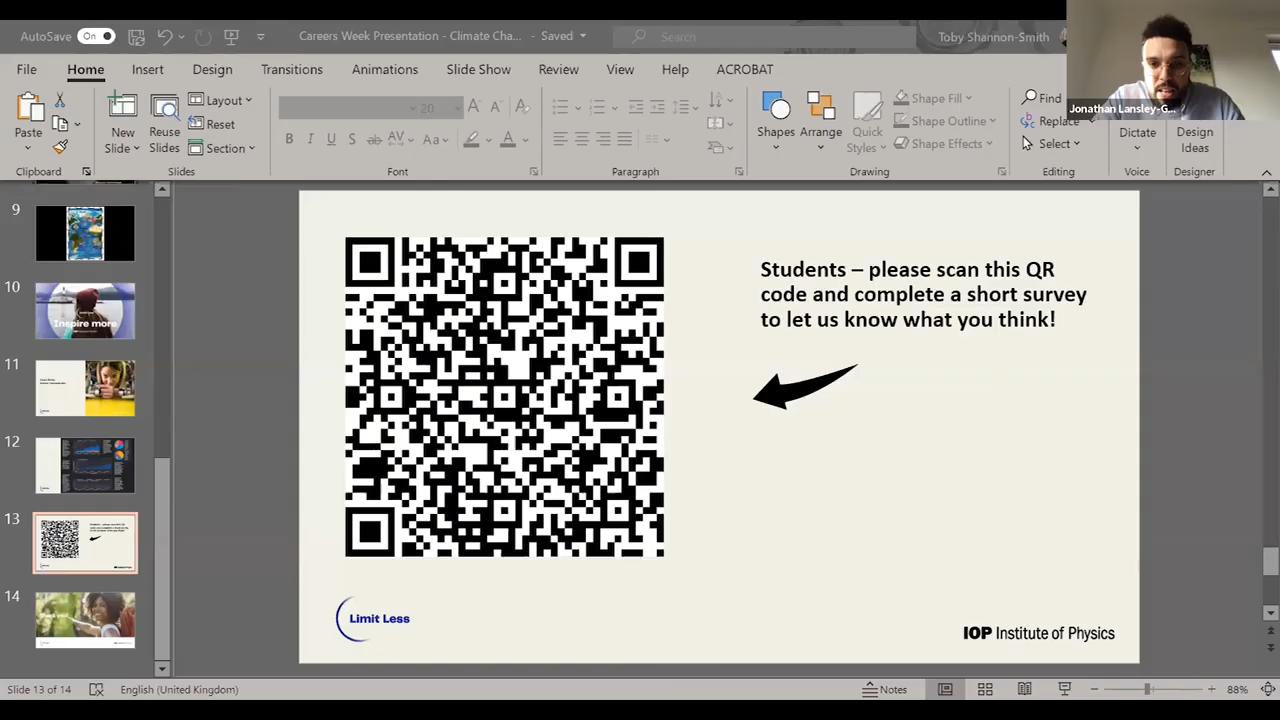 AutoSave On
Careers Week Presentation - Climate Cha... - Saved
Search
Toby Shannon-Smith
Jonathan Lansley-G...
File Home Insert Design Transitions Animations Slide Show Review View Help ACROBAT
Paste
New Slide
Reuse Slides
Layout
Reset
Section
20
B I U S ab AV Aa A
Shapes
Arrange
Quick Styles
Shape Fill
Shape Outline
Shape Effects
Find
Replace
Select
Dictate
Design Ideas
Clipboard Slides Font Paragraph Drawing Editing Voice Designer
9
10
Inspire more
11
12
13
14
Students – please scan this QR
code and complete a short survey
to let us know what you think!
Limit Less
IOP Institute of Physics
Slide 13 of 14 English (United Kingdom) Notes 88%